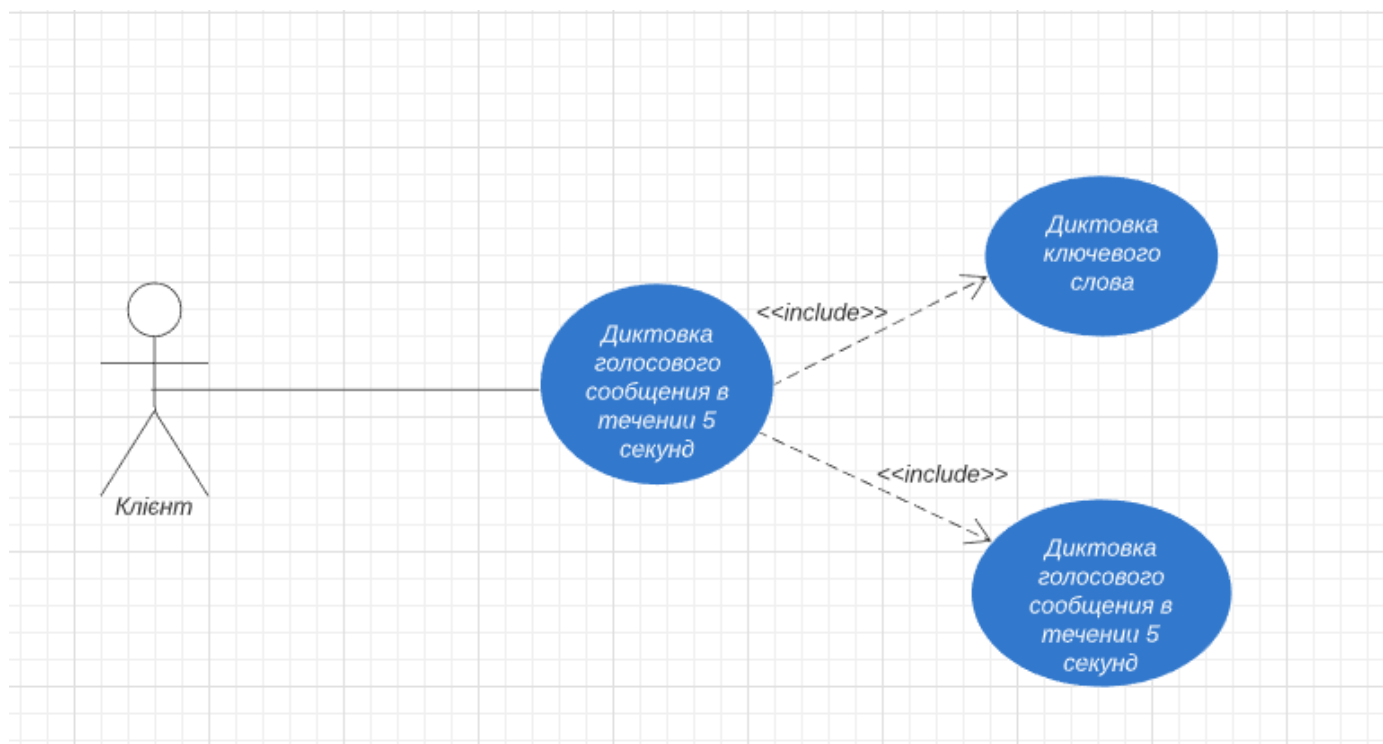 Клієнт
Диктовка
голосового
сообщения в
течении 5
секунд
<<include>>
Диктовка
ключевого
слова
<<include>>
Диктовка
голосового
сообщения в
течении 5
секунд